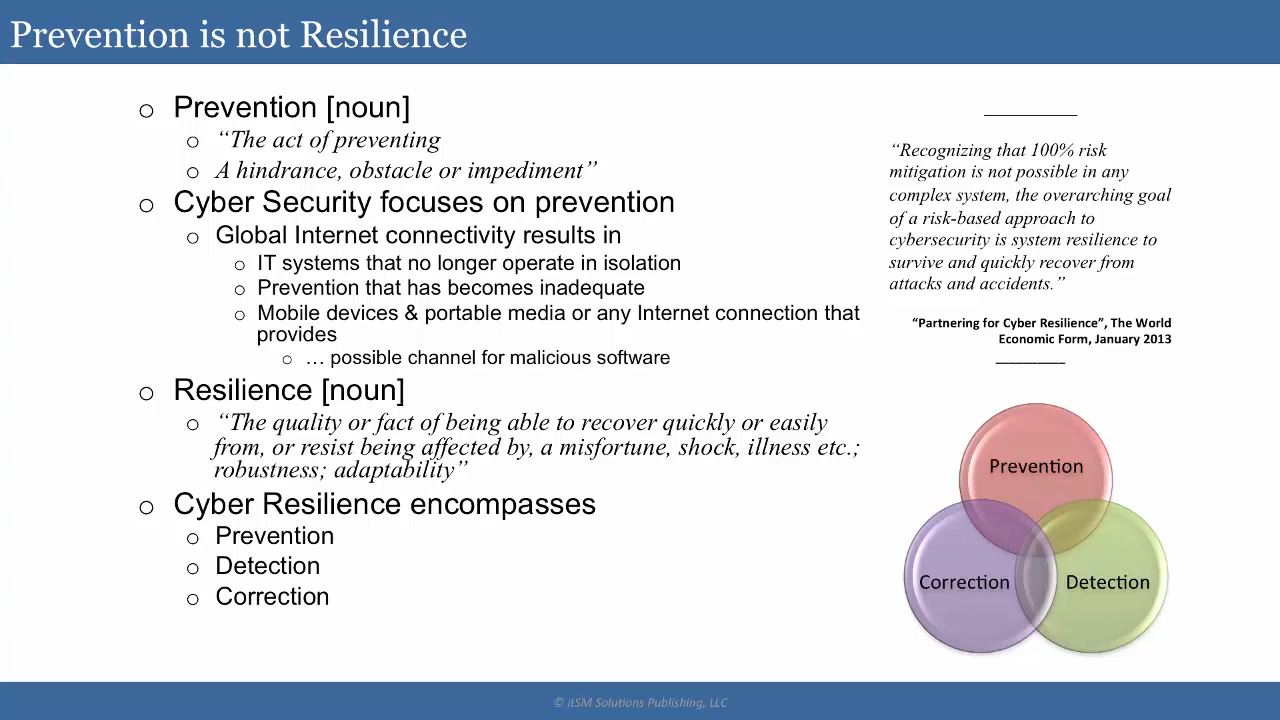 Prevention is not Resilience
o Prevention [noun]
o “The act of preventing
o A hindrance, obstacle or impediment”
o Cyber Security focuses on prevention
o Global Internet connectivity results in
o IT systems that no longer operate in isolation
o Prevention that has becomes inadequate
o Mobile devices & portable media or any Internet connection that
provides
o … possible channel for malicious software
o Resilience [noun]
o “The quality or fact of being able to recover quickly or easily
from, or resist being affected by, a misfortune, shock, illness etc.;
robustness; adaptability”
o Cyber Resilience encompasses
o Prevention
o Detection
o Correction
“Recognizing that 100% risk
mitigation is not possible in any
complex system, the overarching goal
of a risk-based approach to
cybersecurity is system resilience to
survive and quickly recover from
attacks and accidents.”
“Partnering for Cyber Resilience”, The World
Economic Form, January 2013
Prevention
Correction
Detection
© itSM Solutions Publishing, LLC